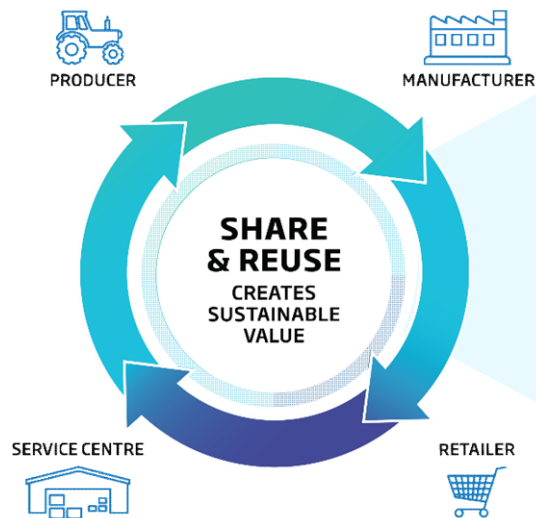 PRODUCER
MANUFACTURER
SHARE
& REUSE
CREATES
SUSTAINABLE
VALUE
SERVICE CENTRE
RETAILER